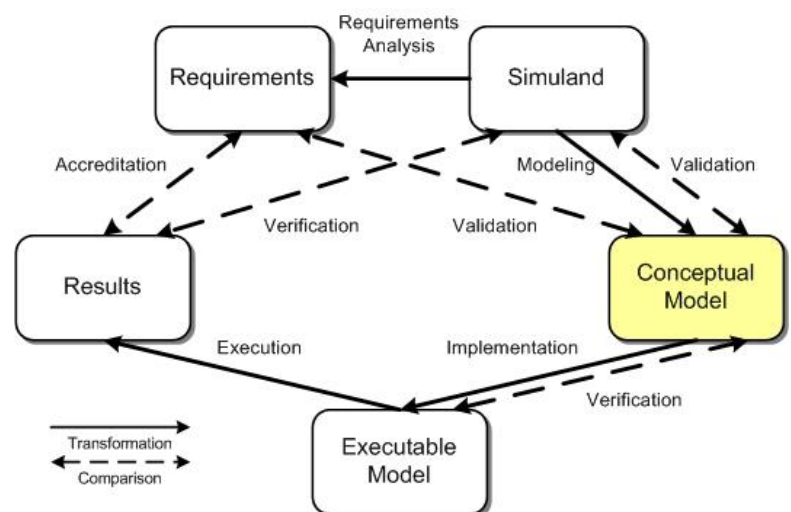 Requirements
Analysis
Requirements
Simuland
Accreditation
Modeling
Validation
Verification
Validation
Results
Conceptual
Model
Execution
Implementation
Verification
Transformation
Comparison
Executable
Model